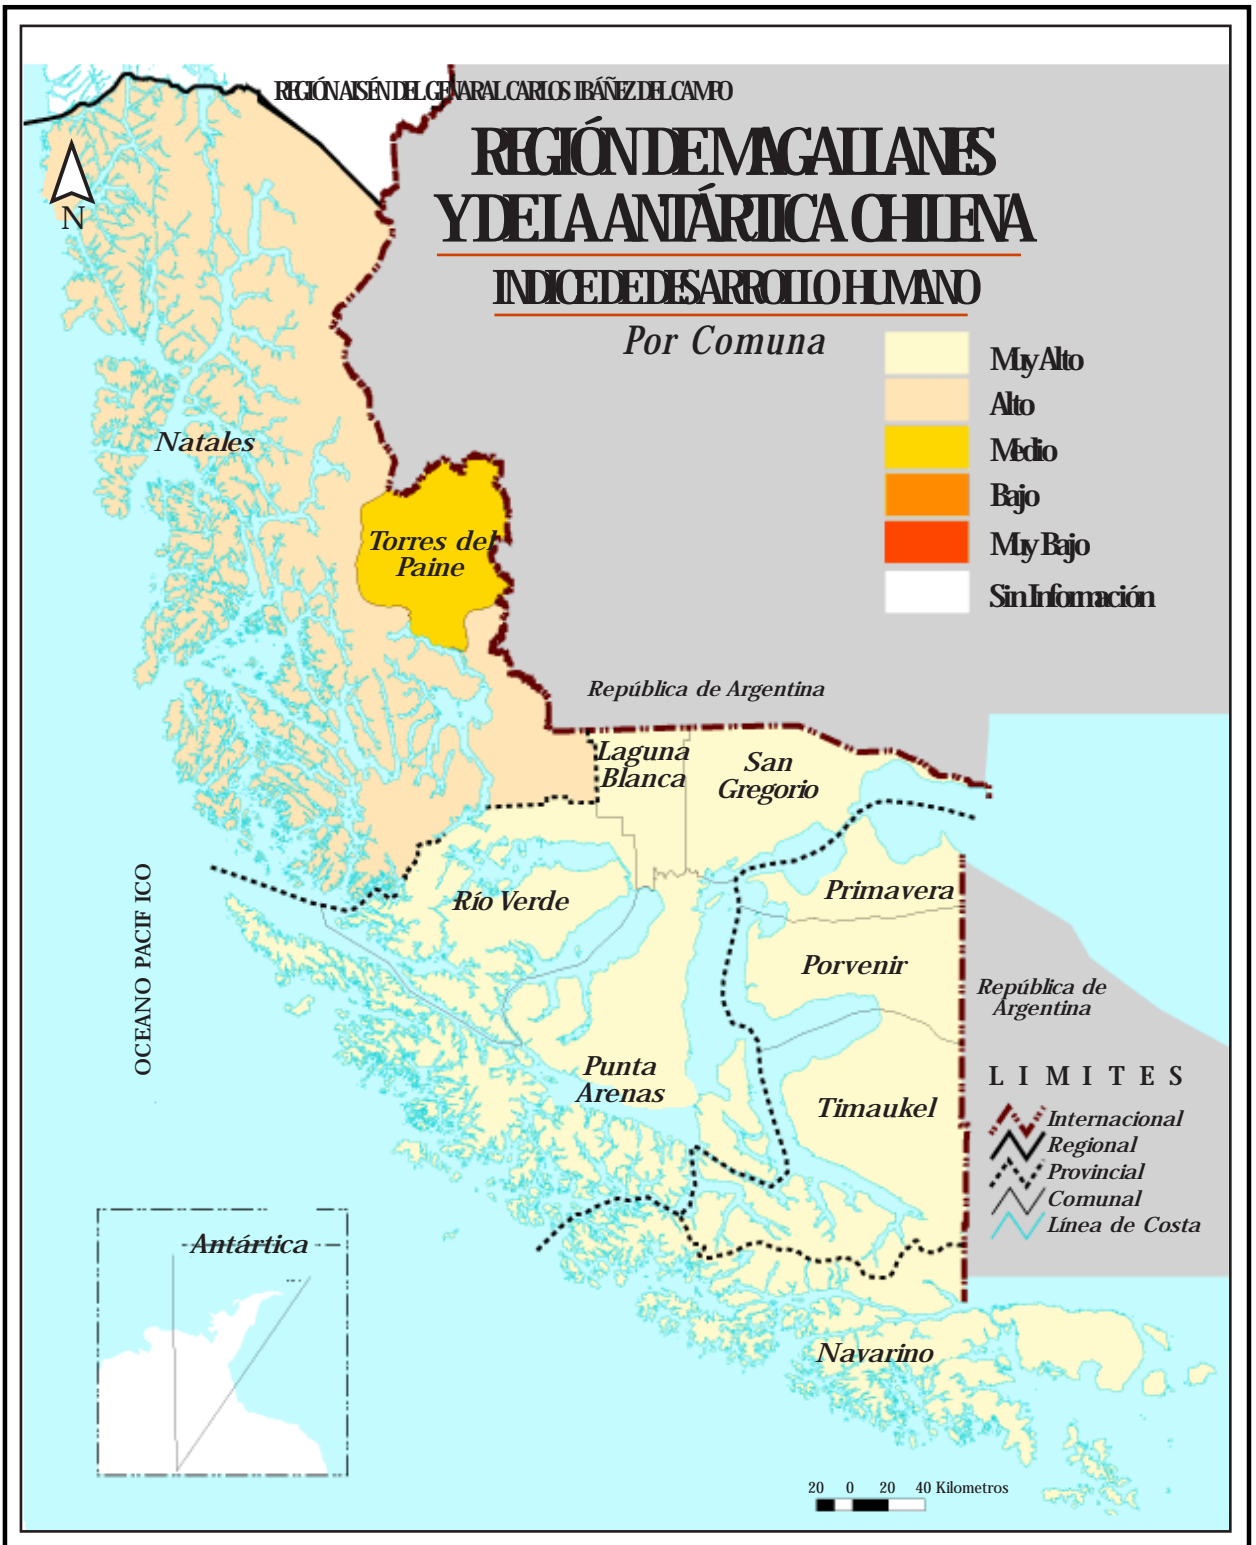 REGIÓN AISÉN DEL GENARAL CARLOS IBÁÑEZ DEL CAMPO
REGIÓN DE MAGALLANES
Y DE LA ANTÁRTICA CHILENA
INDICE DE DESARROLLO HUMANO
Por Comuna
N
Muy Alto
Alto
Medio
Bajo
Muy Bajo
Sin Información
Natales
Torres del
Paine
República de Argentina
Laguna
Blanca
San
Gregorio
Río Verde
Primavera
Porvenir
República de
Argentina
OCEANO PACIF ICO
Punta
Arenas
Timaukel
L I M I T E S
Internacional
Regional
Provincial
Comunal
Línea de Costa
Antártica
Navarino
20 0 20 40 Kilometros